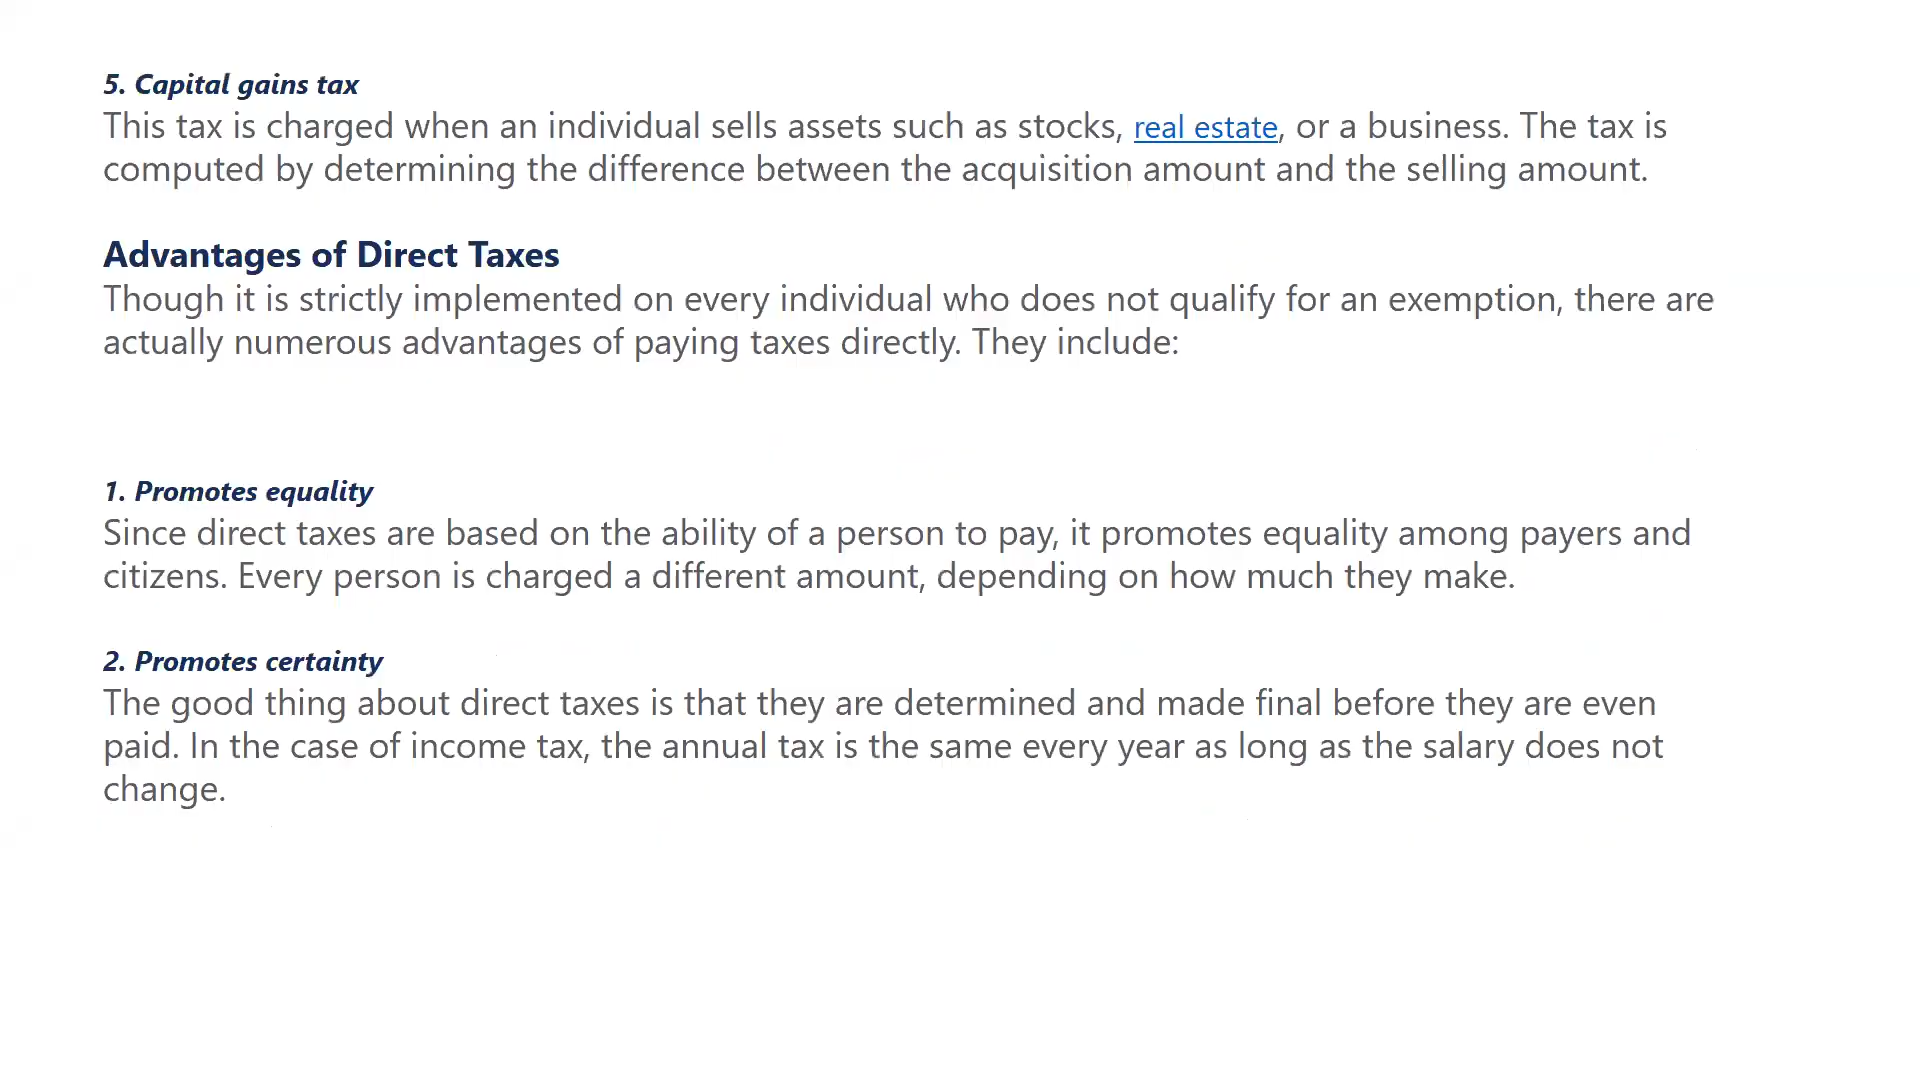 5. Capital gains tax
This tax is charged when an individual sells assets such as stocks, real estate, or a business. The tax is
computed by determining the difference between the acquisition amount and the selling amount.
Advantages of Direct Taxes
Though it is strictly implemented on every individual who does not qualify for an exemption, there are
actually numerous advantages of paying taxes directly. They include:
1. Promotes equality
Since direct taxes are based on the ability of a person to pay, it promotes equality among payers and
citizens. Every person is charged a different amount, depending on how much they make.
2. Promotes certainty
The good thing about direct taxes is that they are determined and made final before they are even
paid. In the case of income tax, the annual tax is the same every year as long as the salary does not
change.